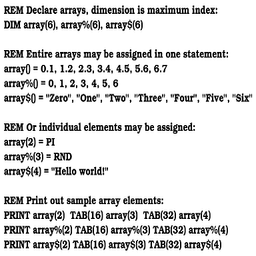 REM Declare arrays, dimension is maximum index:
DIM array(6), array%(6), array$(6)
REM Entire arrays may be assigned in one statement:
array() = 0.1, 1.2, 2.3, 3.4, 4.5, 5.6, 6.7
array%() = 0, 1, 2, 3, 4, 5, 6
array$() = "Zero", "One", "Two", "Three", "Four", "Five", "Six"
REM Or individual elements may be assigned:
array(2) = PI
array%(3) = RND
array$(4) = "Hello world!"
REM Print out sample array elements:
PRINT array(2) TAB(16) array(3) TAB(32) array(4)
PRINT array%(2) TAB(16) array%(3) TAB(32) array%(4)
PRINT array$(2) TAB(16) array$(3) TAB(32) array$(4)